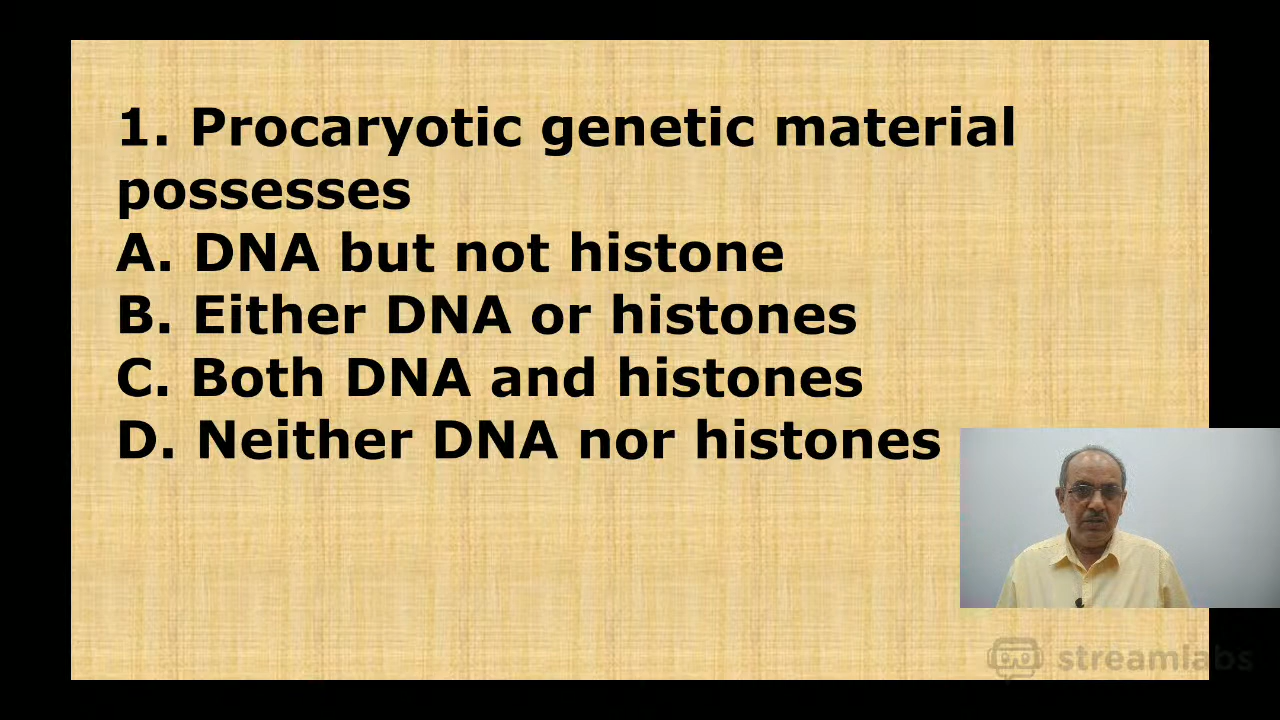 1. Procaryotic genetic material
possesses
A. DNA but not histone
B. Either DNA or histones
C. Both DNA and histones
D. Neither DNA nor histones
streamlabs